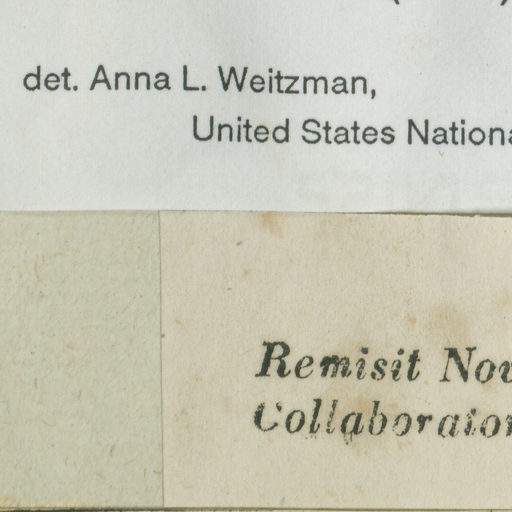 det. Anna L. Weitzman,
United States Nationa
Remisit Nov
Collaborator